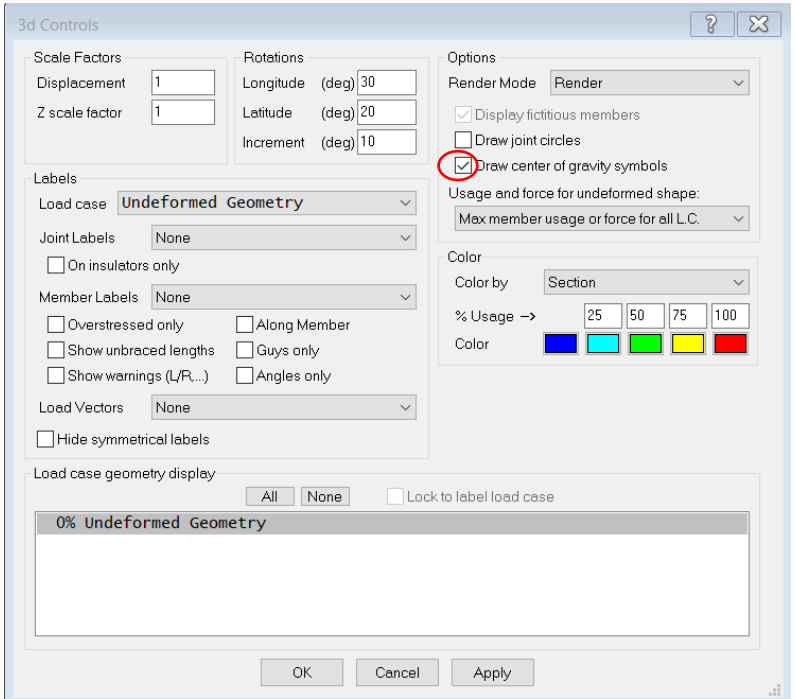 3d Controls
Scale Factors
Displacement 1
Z scale factor 1
Rotations
Longitude (deg) 30
Latitude (deg) 20
Increment (deg) 10
Options
Render Mode Render
Display fictitious members
Draw joint circles
Draw center of gravity symbols
Usage and force for undeformed shape:
Max member usage or force for all L.C.
Labels
Load case Undeformed Geometry
Joint Labels None
On insulators only
Member Labels None
Overstressed only Along Member
Show unbraced lengths Guys only
Show warnings (L/R,...) Angles only
Load Vectors None
Hide symmetrical labels
Color
Color by Section
% Usage --> 25 50 75 100
Color
Load case geometry display
All None Lock to label load case
0% Undeformed Geometry
OK Cancel Apply